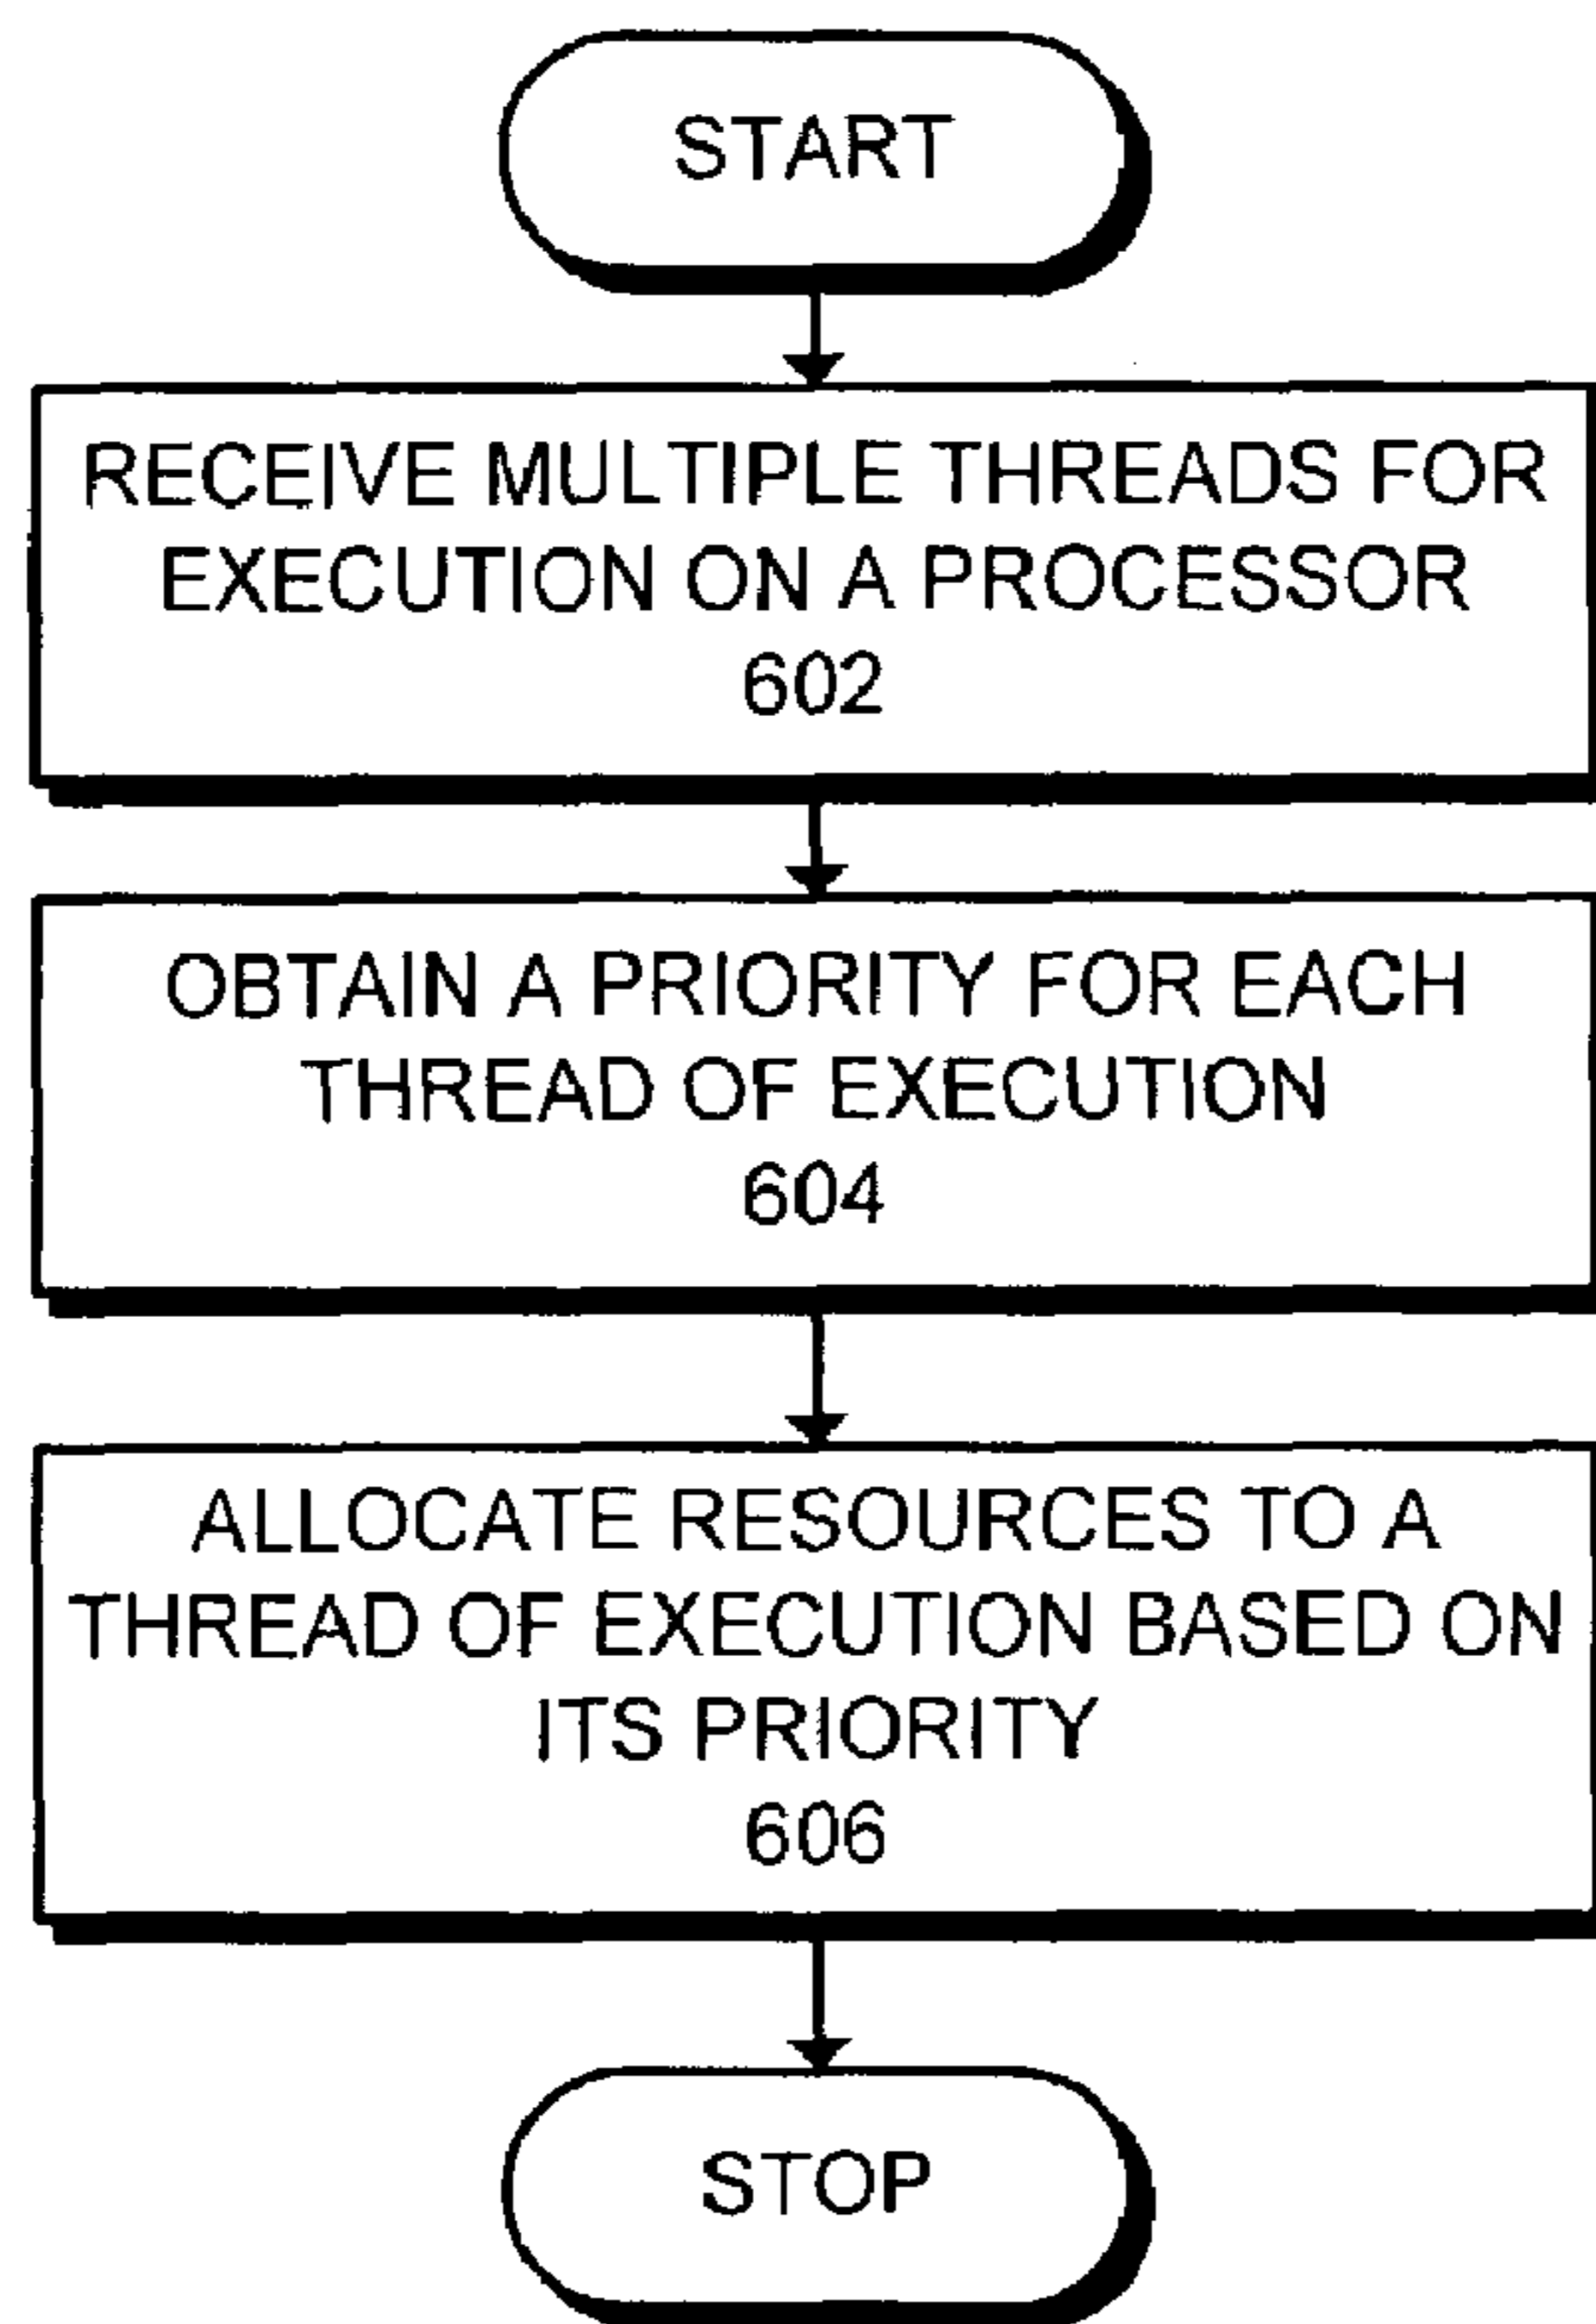 START
RECEIVE MULTIPLE THREADS FOR
EXECUTION ON A PROCESSOR
602
OBTAIN A PRIORITY FOR EACH
THREAD OF EXECUTION
604
ALLOCATE RESOURCES TO A
THREAD OF EXECUTION BASED ON
ITS PRIORITY
606
STOP